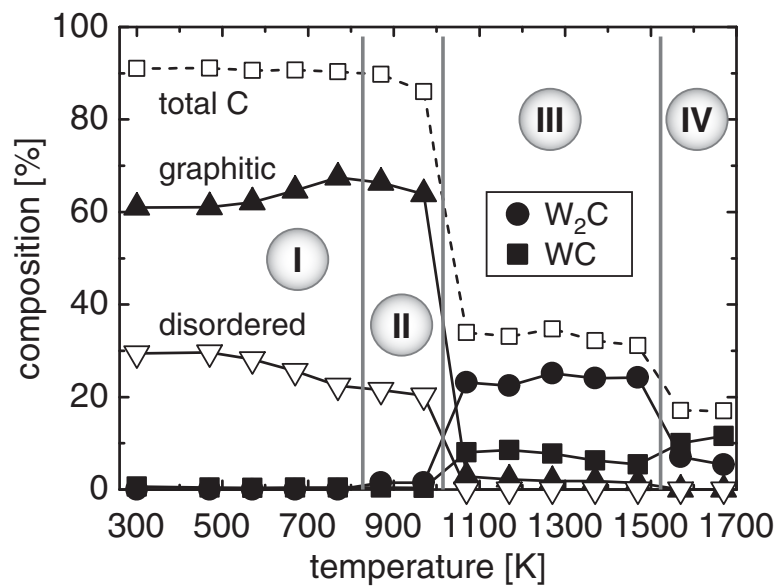 100
80
60
40
20
0
composition [%]
total C
graphitic
disordered
I
II
III
IV
W₂C
WC
300 500 700 900 1100 1300 1500 1700
temperature [K]